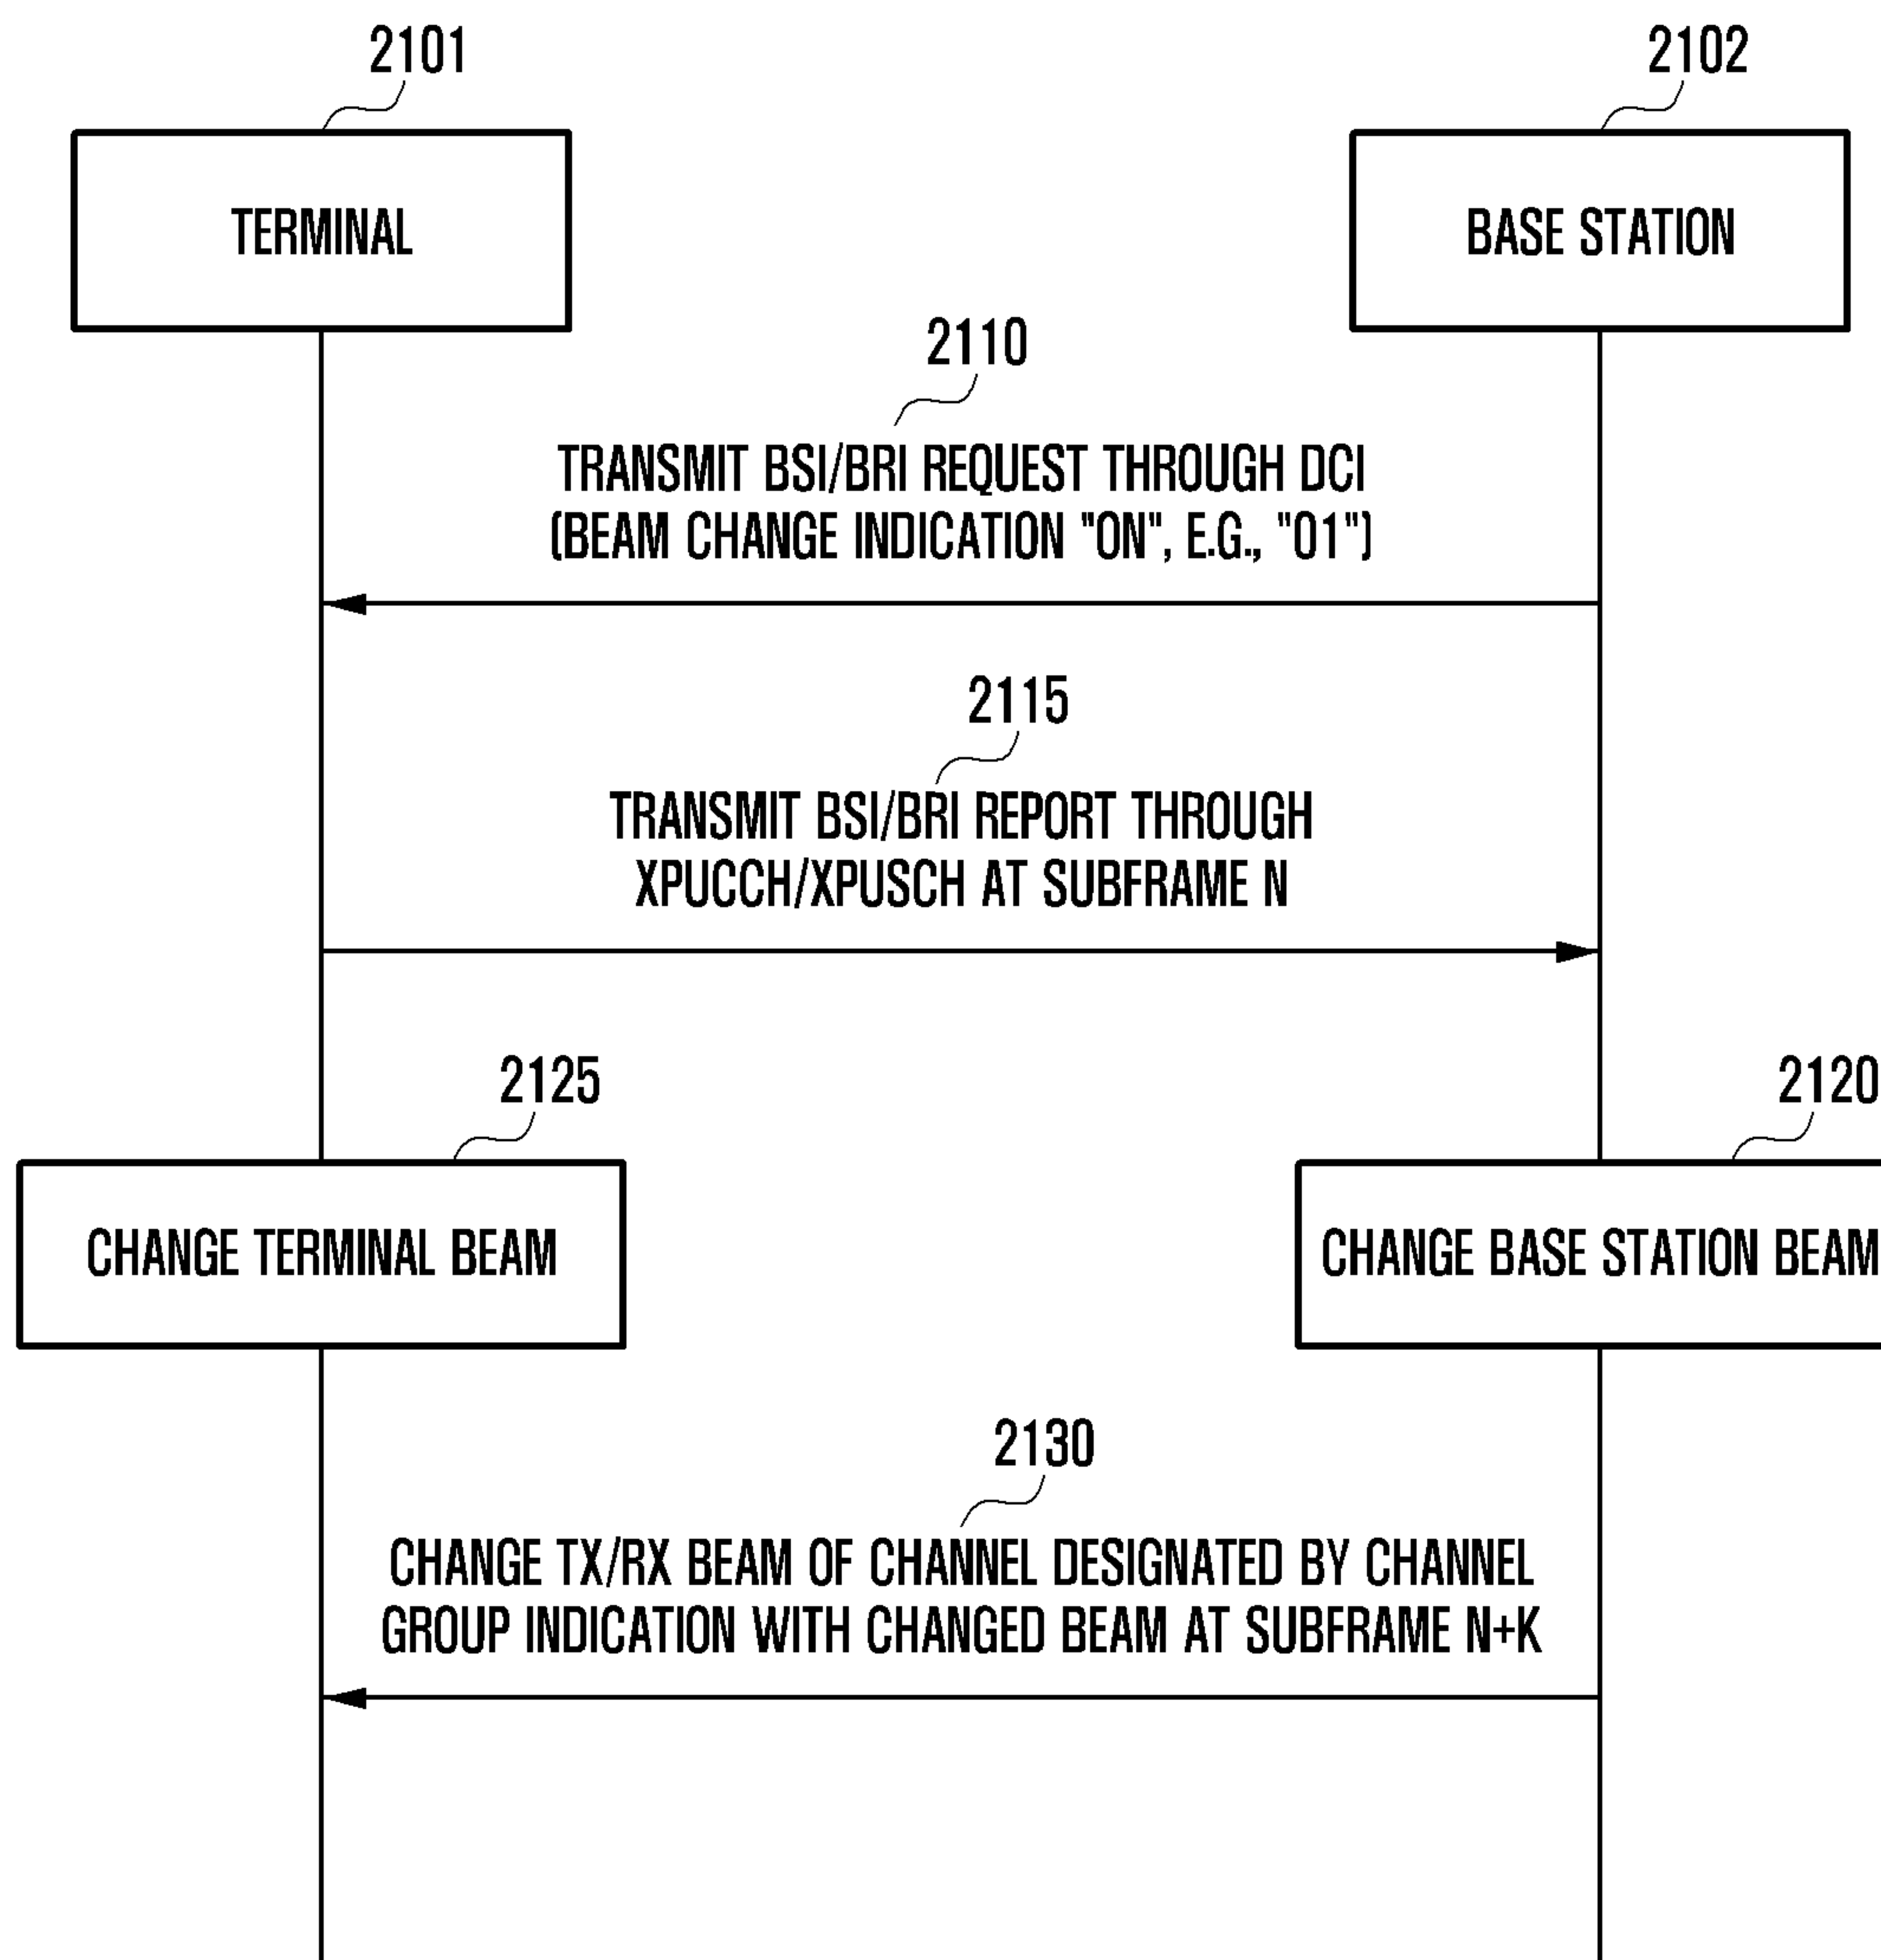 2101
2102
TERMINAL
BASE STATION
2110
TRANSMIT BSI/BRI REQUEST THROUGH DCI
(BEAM CHANGE INDICATION "ON", E.G., "01")
2115
TRANSMIT BSI/BRI REPORT THROUGH
XPUCCH/XPUSCH AT SUBFRAME N
2125
2120
CHANGE TERMINAL BEAM
CHANGE BASE STATION BEAM
2130
CHANGE TX/RX BEAM OF CHANNEL DESIGNATED BY CHANNEL
GROUP INDICATION WITH CHANGED BEAM AT SUBFRAME N+K